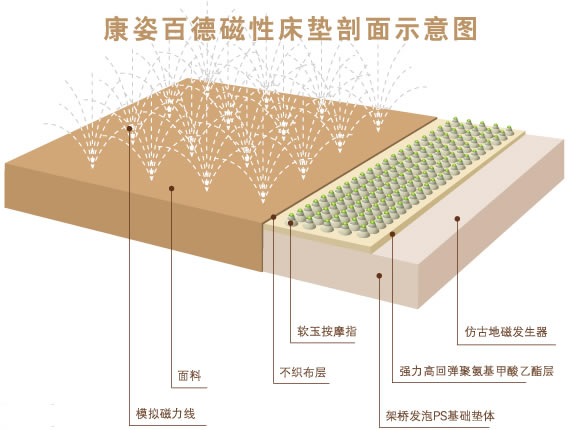 康姿百德磁性床垫剖面示意图
软玉按摩指
仿古地磁发生器
面料
不织布层
强力高回弹聚氨基甲酸乙酯层
模拟磁力线
架桥发泡PS基础垫体